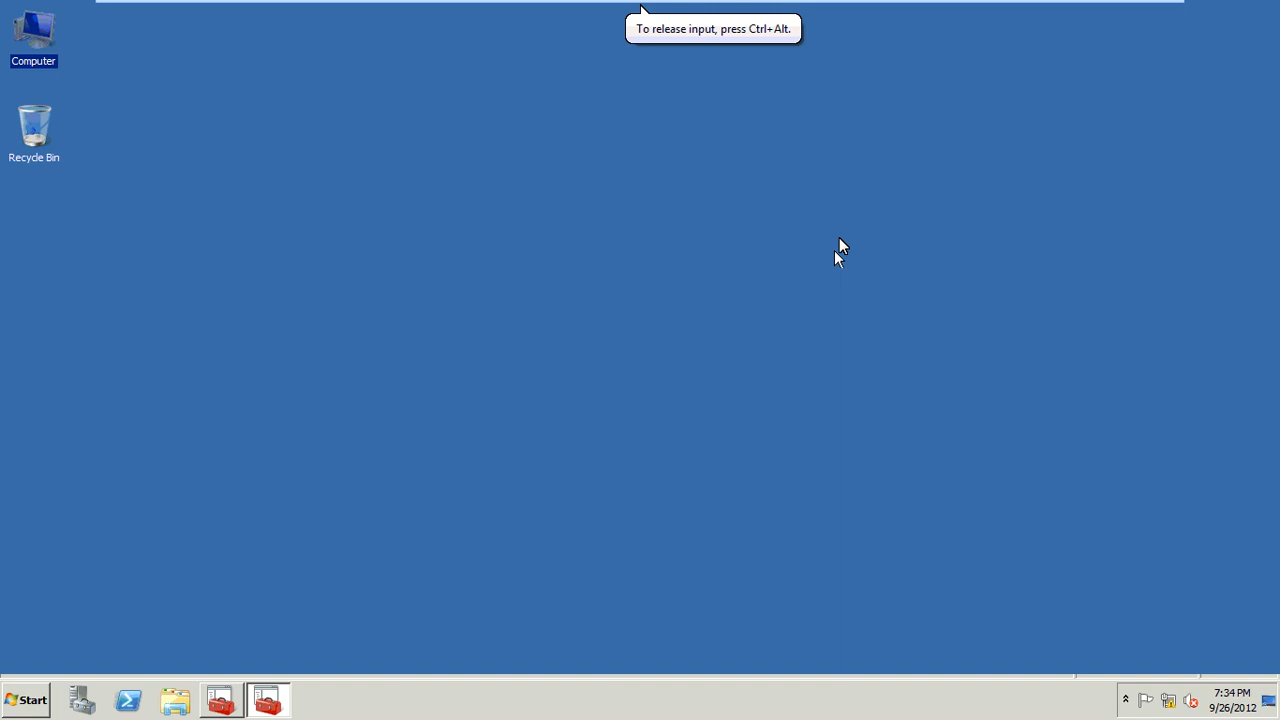 To release input, press Ctrl+Alt.
Computer
Recycle Bin
Start
7:34 PM
9/26/2012